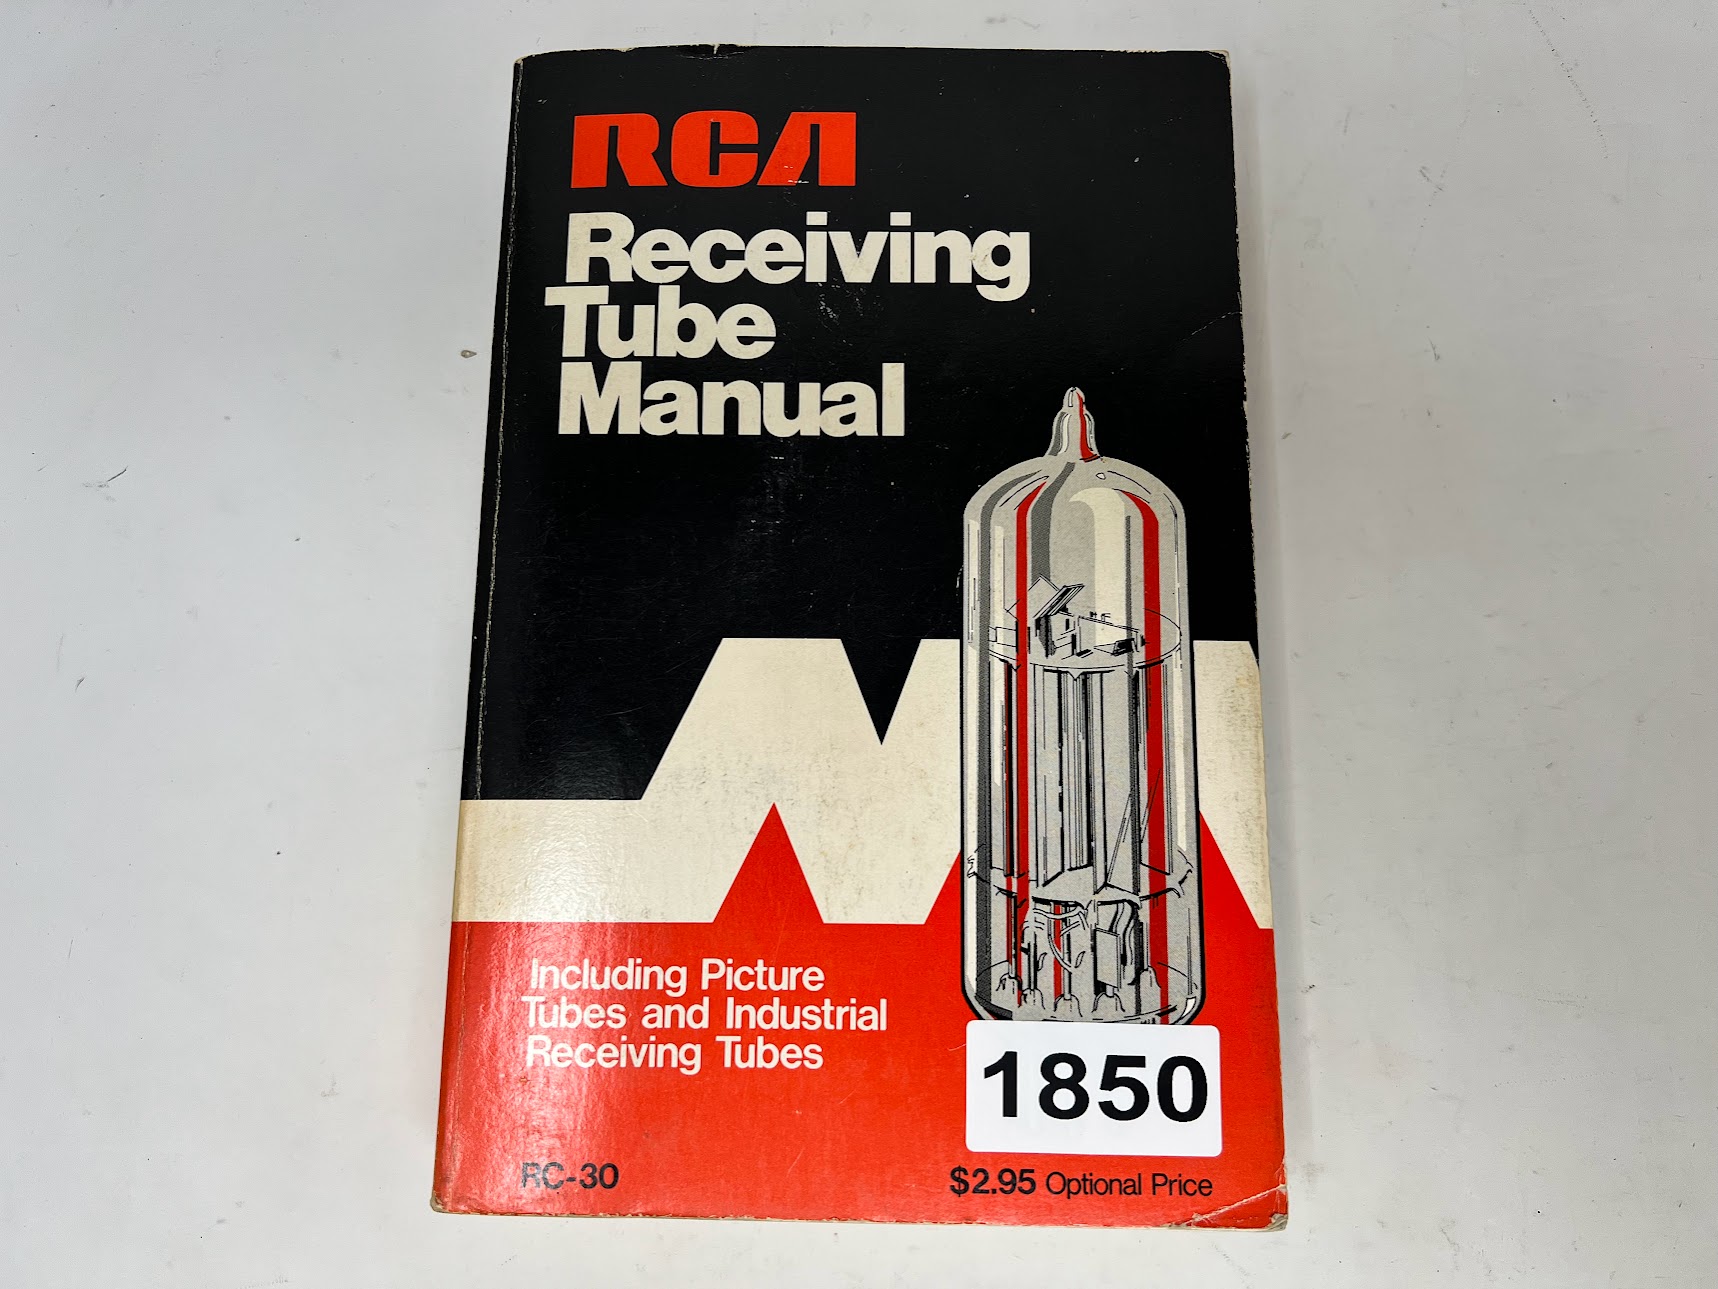 RCA
Receiving
Tube
Manual
Including Picture
Tubes and Industrial
Receiving Tubes
1850
RC-30
$2.95 Optional Price